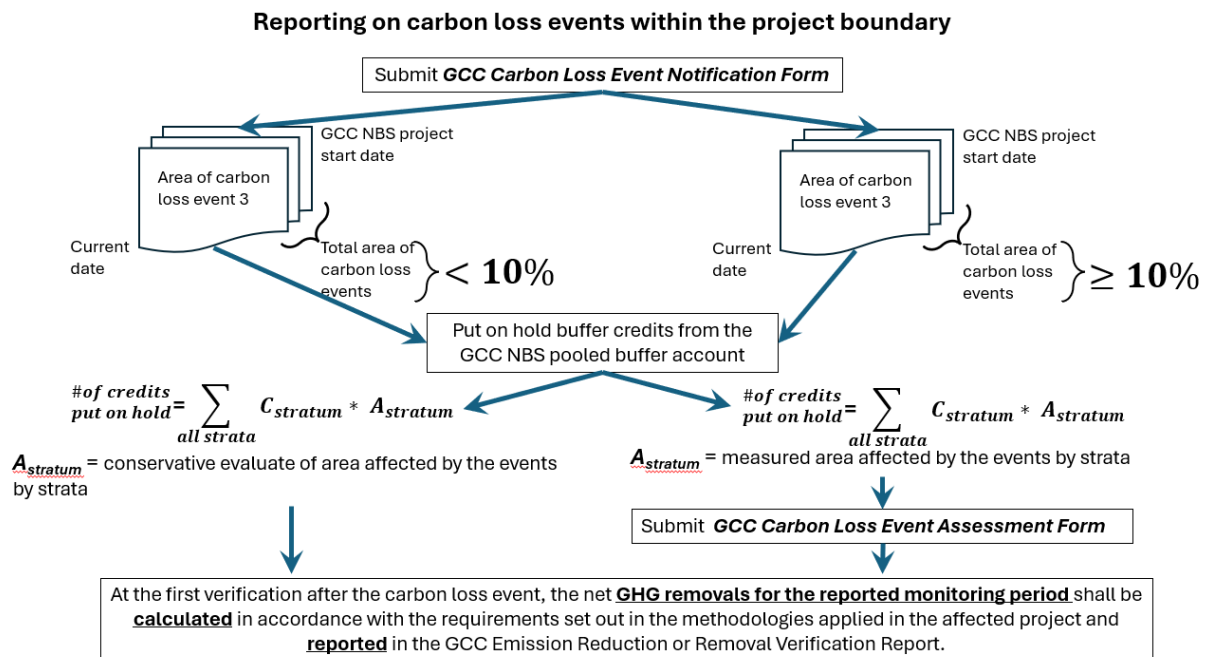 Reporting on carbon loss events within the project boundary
Submit GCC Carbon Loss Event Notification Form
GCC NBS project
start date
Area of carbon
loss event 3
Current
date
Total area of
carbon loss
events
< 10%
GCC NBS project
start date
Area of carbon
loss event 3
Current
date
Total area of
carbon loss
events
≥ 10%
Put on hold buffer credits from the
GCC NBS pooled buffer account
#of credits
put on hold = ∑ C stratum * A stratum
all strata
A stratum = conservative evaluate of area affected by the events
by strata
#of credits
put on hold = ∑ C stratum * A stratum
all strata
A stratum = measured area affected by the events by strata
Submit GCC Carbon Loss Event Assessment Form
At the first verification after the carbon loss event, the net GHG removals for the reported monitoring period shall be
calculated in accordance with the requirements set out in the methodologies applied in the affected project and
reported in the GCC Emission Reduction or Removal Verification Report.